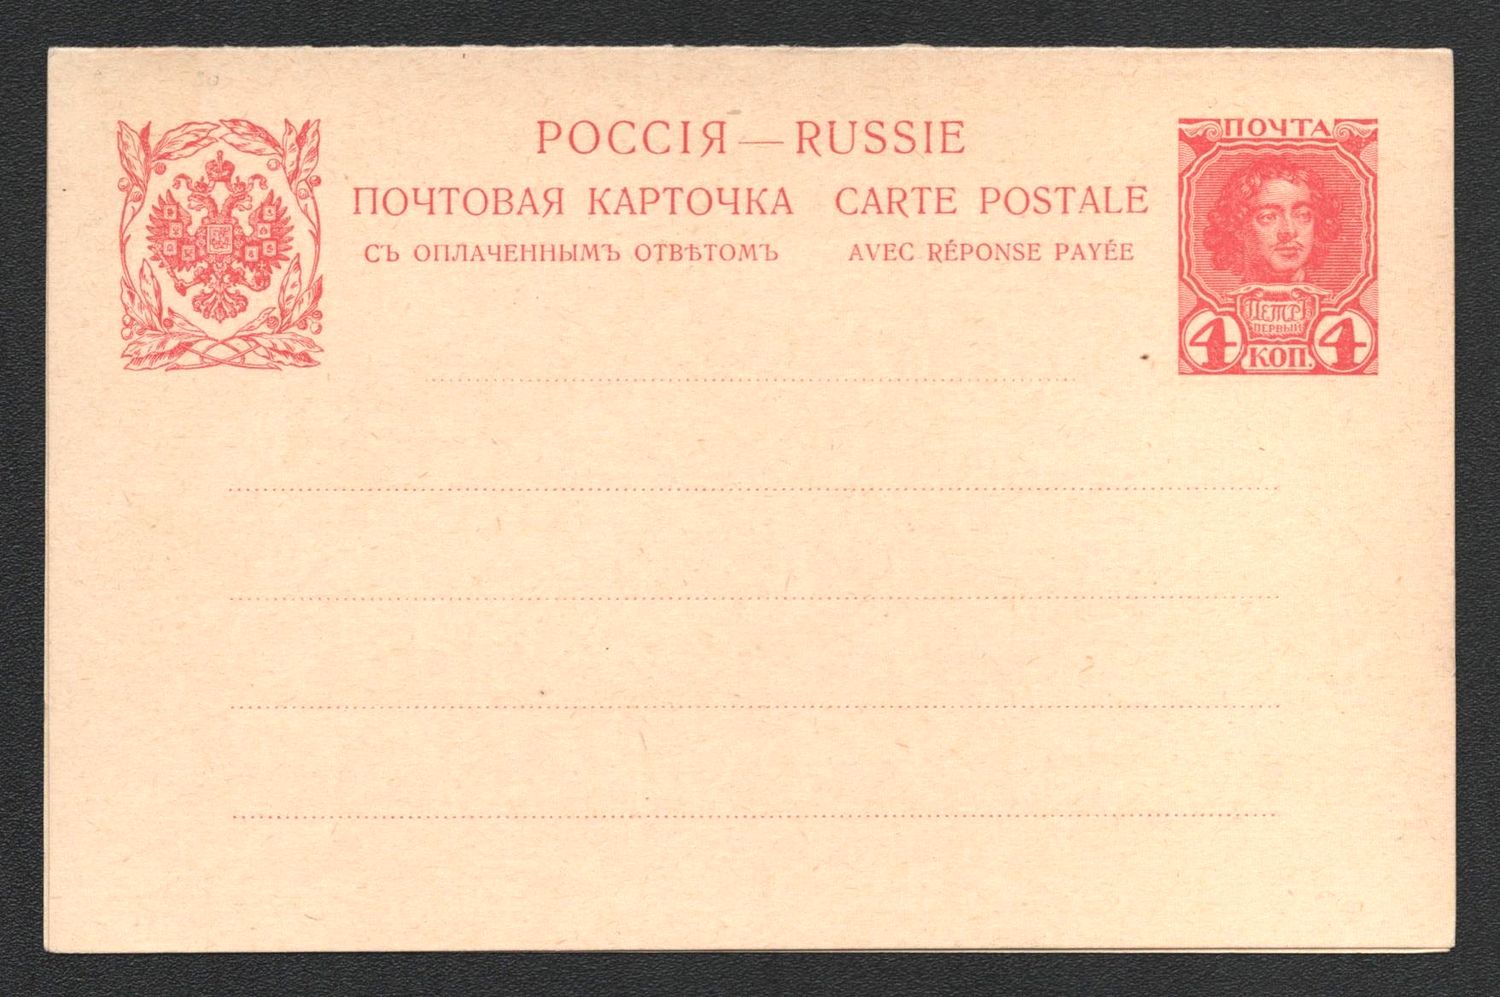 РОССІЯ — RUSSIE
ПОЧТОВАЯ КАРТОЧКА CARTE POSTALE
СЪ ОПЛАЧЕННЫМЪ ОТВѢТОМЪ AVEC RÉPONSE PAYÉE
ПОЧТА
ПЕТРЪ
ПЕРВЫЙ
4 КОП. 4